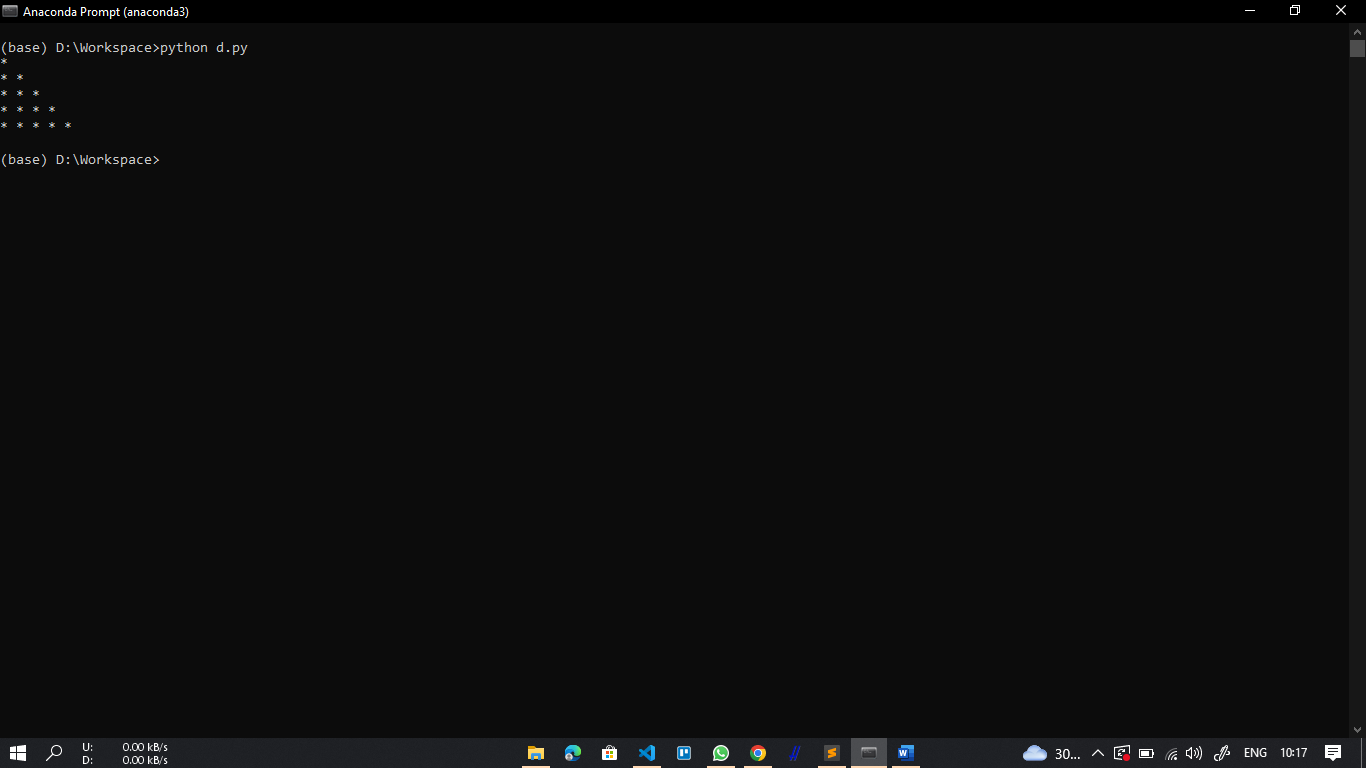 Anaconda Prompt (anaconda3)
(base) D:\Workspace>python d.py
*
* *
* * *
* * * *
* * * * *
(base) D:\Workspace>
U: 0.00 kB/s
D: 0.00 kB/s
30... ENG 10:17